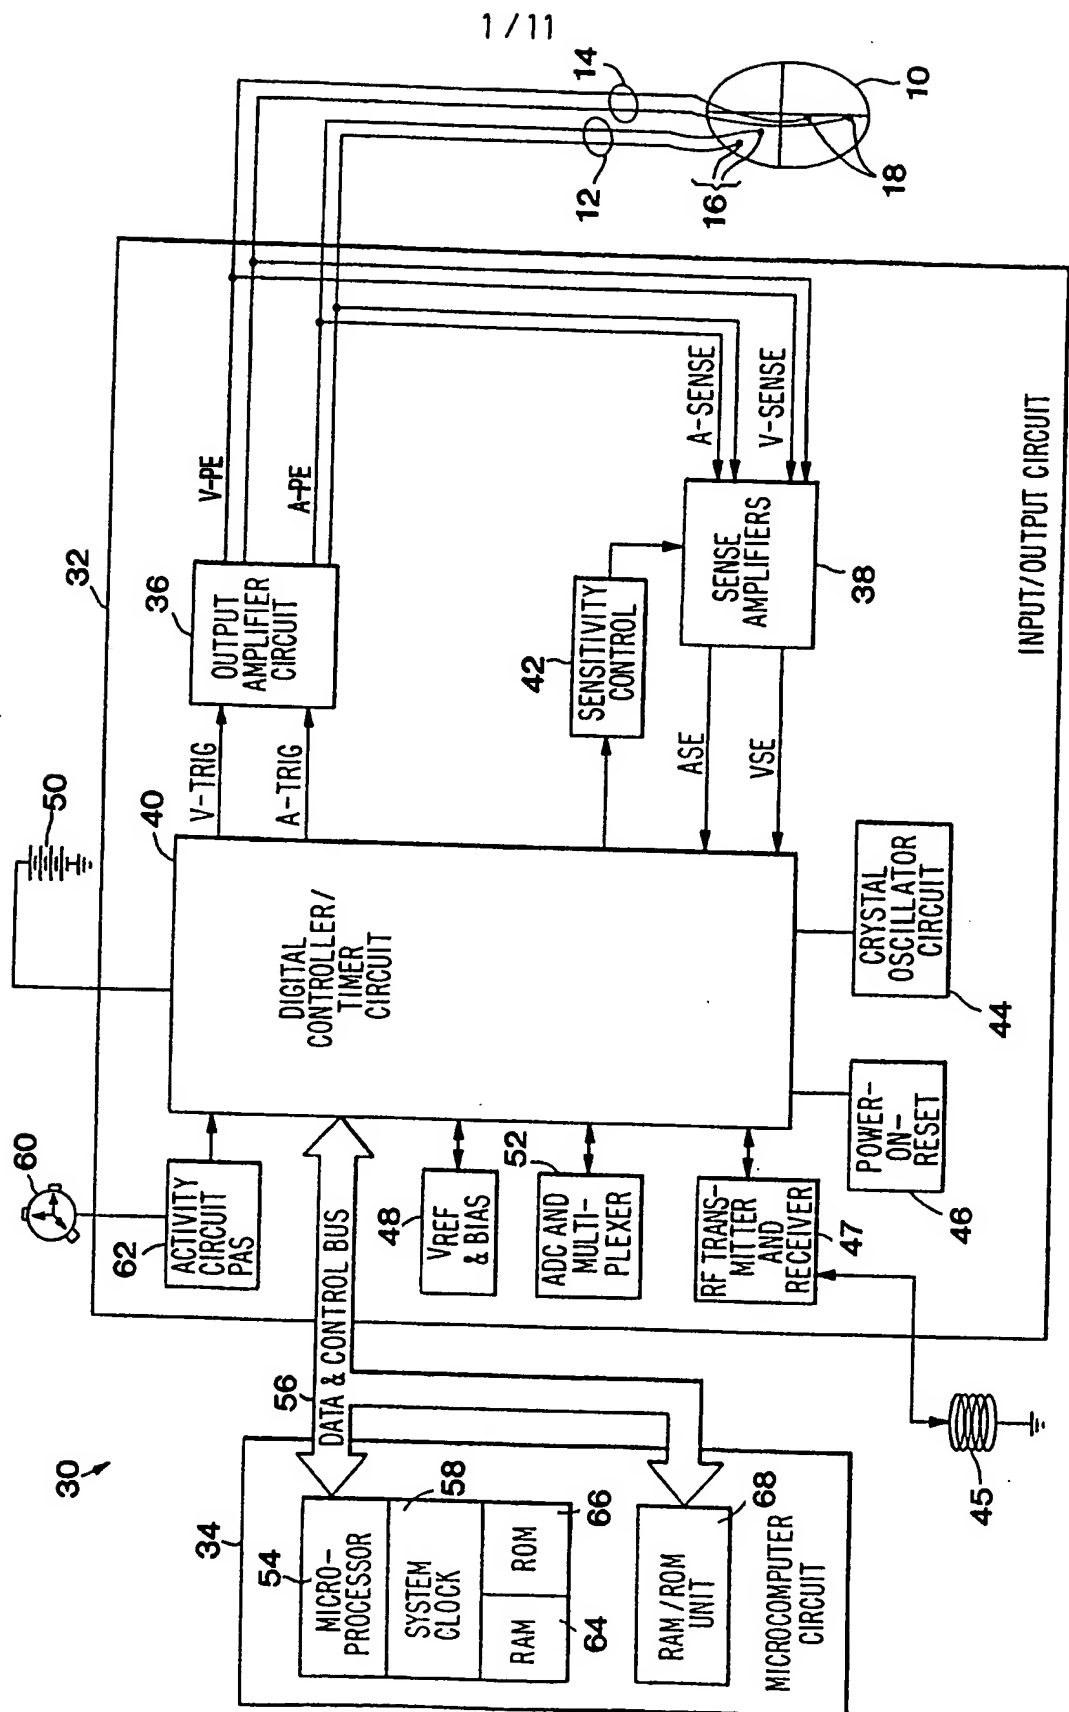 1/11
14
12
10
16
18
32
V-PE
A-PE
36
OUTPUT
AMPLIFIER
CIRCUIT
V-TRIG
A-TRIG
A-SENSE
V-SENSE
SENSE
AMPLIFIERS
38
42
SENSITIVITY
CONTROL
ASE
VSE
INPUT/OUTPUT CIRCUIT
50
40
DIGITAL
CONTROLLER/
TIMER
CIRCUIT
CRYSTAL
OSCILLATOR
CIRCUIT
44
POWER-
ON-
RESET
46
60
62
ACTIVITY
CIRCUIT
PAS
48
VREF
& BIAS
52
ADC AND
MULTI-
PLEXER
RF TRANS-
MITTER
AND
RECEIVER
47
45
56
DATA & CONTROL BUS
30
34
54
MICRO-
PROCESSOR
58
SYSTEM
CLOCK
RAM
ROM
64
66
RAM/ROM
UNIT
68
MICROCOMPUTER
CIRCUIT